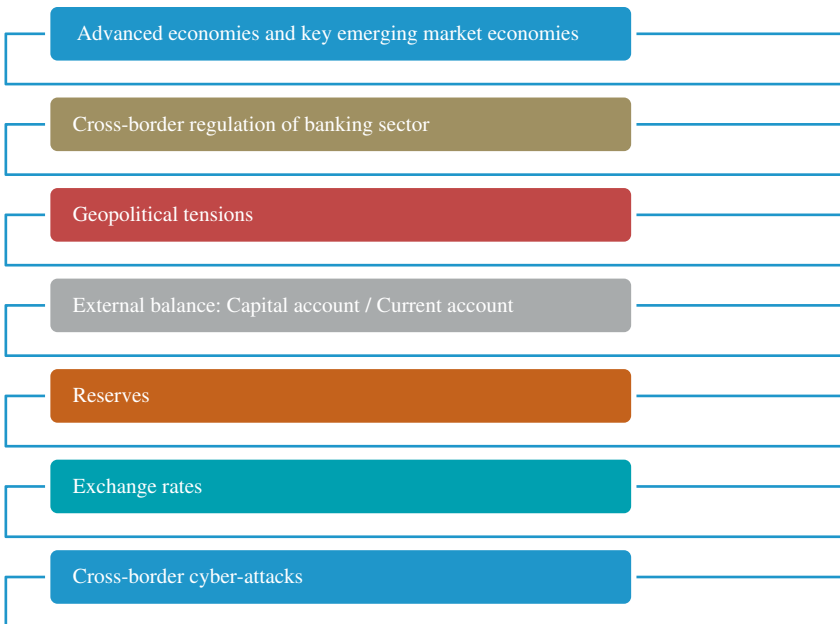 Advanced economies and key emerging market economies
Cross-border regulation of banking sector
Geopolitical tensions
External balance: Capital account / Current account
Reserves
Exchange rates
Cross-border cyber-attacks